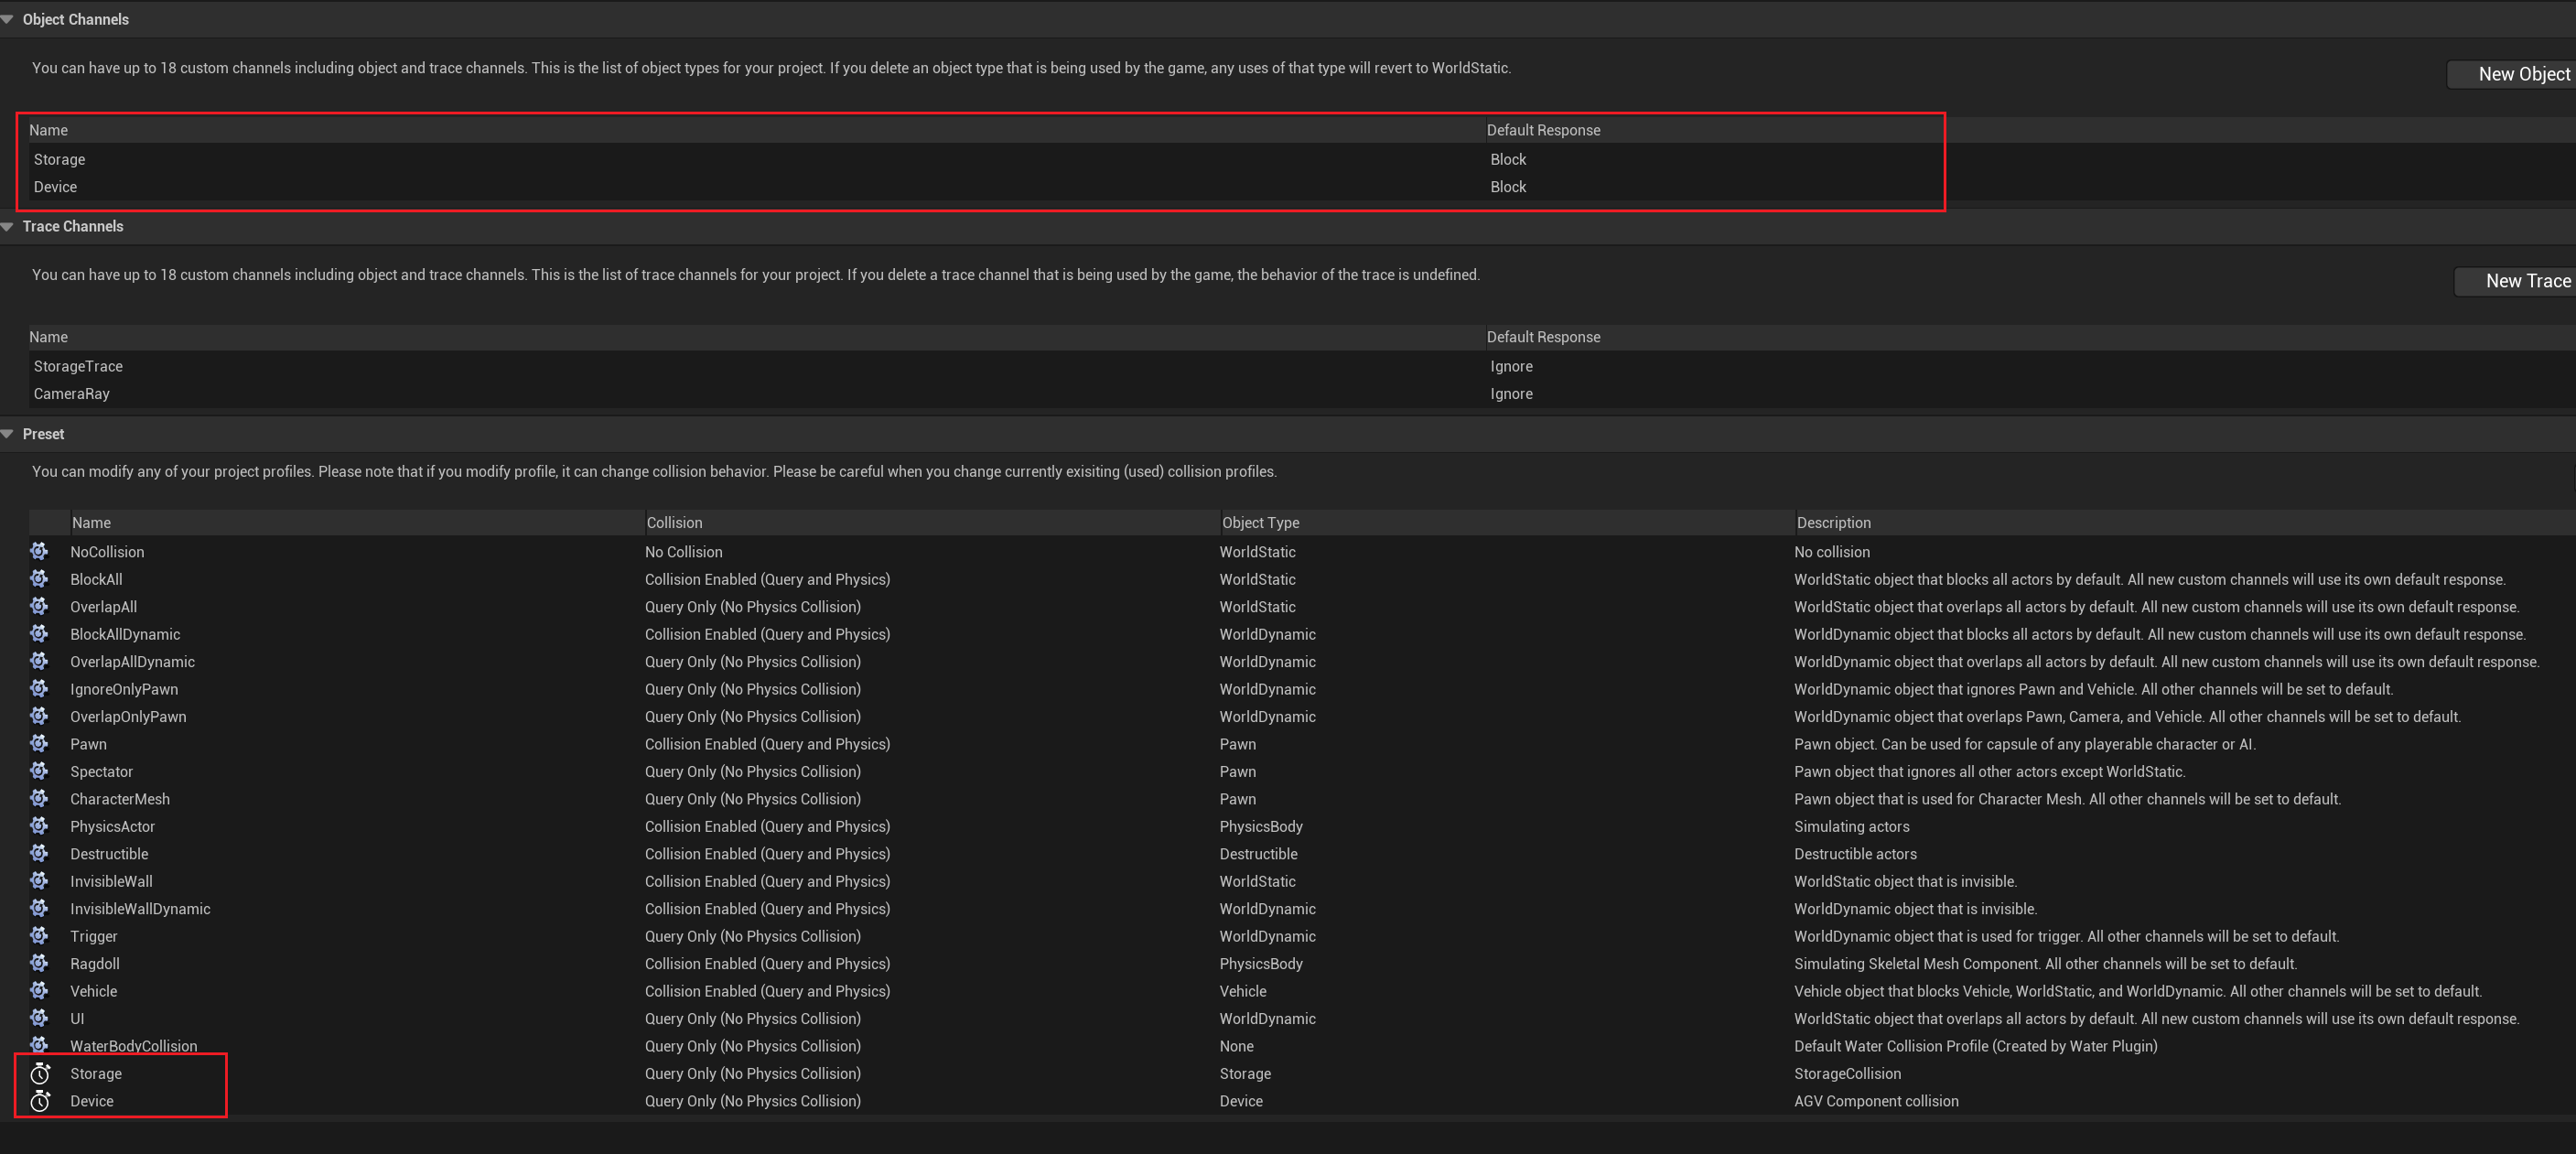 Object Channels
You can have up to 18 custom channels including object and trace channels. This is the list of object types for your project. If you delete an object type that is being used by the game, any uses of that type will revert to WorldStatic.
New Object
Name Default Response
Storage Block
Device Block
Trace Channels
You can have up to 18 custom channels including object and trace channels. This is the list of trace channels for your project. If you delete a trace channel that is being used by the game, the behavior of the trace is undefined.
New Trace
Name Default Response
StorageTrace Ignore
CameraRay Ignore
Preset
You can modify any of your project profiles. Please note that if you modify profile, it can change collision behavior. Please be careful when you change currently exisiting (used) collision profiles.
Name Collision Object Type Description
NoCollision No Collision WorldStatic No collision
BlockAll Collision Enabled (Query and Physics) WorldStatic WorldStatic object that blocks all actors by default. All new custom channels will use its own default response.
OverlapAll Query Only (No Physics Collision) WorldStatic WorldStatic object that overlaps all actors by default. All new custom channels will use its own default response.
BlockAllDynamic Collision Enabled (Query and Physics) WorldDynamic WorldDynamic object that blocks all actors by default. All new custom channels will use its own default response.
OverlapAllDynamic Query Only (No Physics Collision) WorldDynamic WorldDynamic object that overlaps all actors by default. All new custom channels will use its own default response.
IgnoreOnlyPawn Query Only (No Physics Collision) WorldDynamic WorldDynamic object that ignores Pawn and Vehicle. All other channels will be set to default.
OverlapOnlyPawn Query Only (No Physics Collision) WorldDynamic WorldDynamic object that overlaps Pawn, Camera, and Vehicle. All other channels will be set to default.
Pawn Collision Enabled (Query and Physics) Pawn Pawn object. Can be used for capsule of any playerable character or AI.
Spectator Query Only (No Physics Collision) Pawn Pawn object that ignores all other actors except WorldStatic.
CharacterMesh Query Only (No Physics Collision) Pawn Pawn object that is used for Character Mesh. All other channels will be set to default.
PhysicsActor Collision Enabled (Query and Physics) PhysicsBody Simulating actors
Destructible Collision Enabled (Query and Physics) Destructible Destructible actors
InvisibleWall Collision Enabled (Query and Physics) WorldStatic WorldStatic object that is invisible.
InvisibleWallDynamic Collision Enabled (Query and Physics) WorldDynamic WorldDynamic object that is invisible.
Trigger Query Only (No Physics Collision) WorldDynamic WorldDynamic object that is used for trigger. All other channels will be set to default.
Ragdoll Collision Enabled (Query and Physics) PhysicsBody Simulating Skeletal Mesh Component. All other channels will be set to default.
Vehicle Collision Enabled (Query and Physics) Vehicle Vehicle object that blocks Vehicle, WorldStatic, and WorldDynamic. All other channels will be set to default.
UI Query Only (No Physics Collision) WorldDynamic WorldStatic object that overlaps all actors by default. All new custom channels will use its own default response.
WaterBodyCollision Query Only (No Physics Collision) None Default Water Collision Profile (Created by Water Plugin)
Storage Query Only (No Physics Collision) Storage StorageCollision
Device Query Only (No Physics Collision) Device AGV Component collision